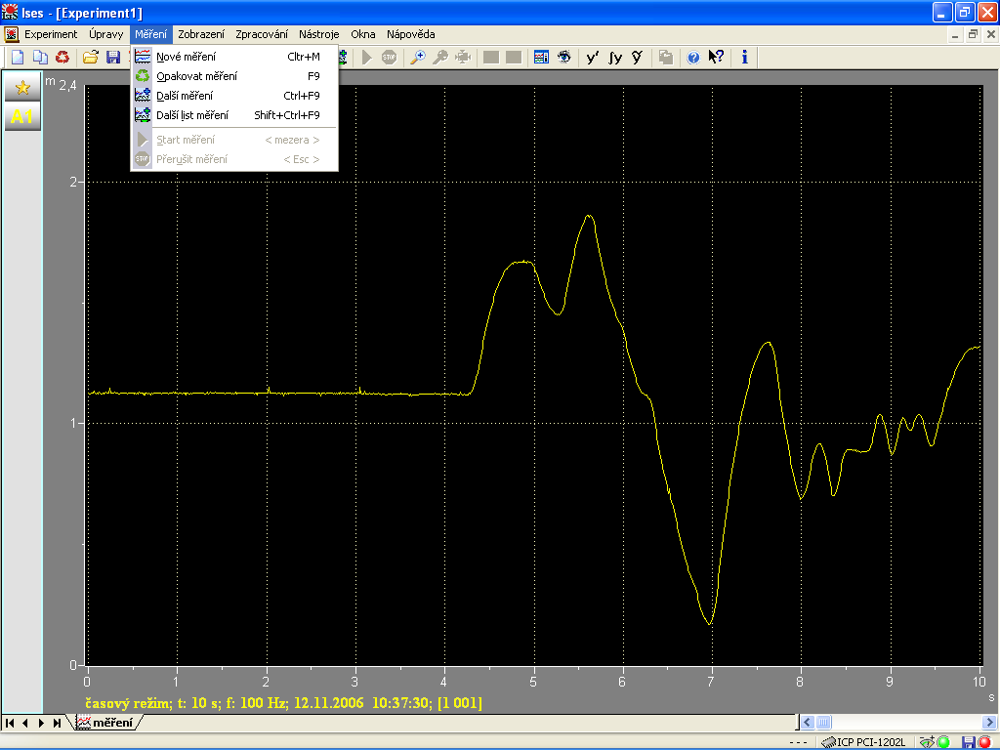 Ises - [Experiment1]
Experiment Úpravy Měření Zobrazení Zpracování Nástroje Okna Nápověda
Nové měření Cltr+M
Opakovat měření F9
Další měření Ctrl+F9
Další list měření Shift+Ctrl+F9
Start měření < mezera >
Přerušit měření < Esc >
STOP
STOP
y' ∫y ỹ
? ? i
A1
m 2,4
2
1
0
0 1 2 3 4 5 6 7 8 9 10
s
časový režim; t: 10 s; f: 100 Hz; 12.11.2006 10:37:30; [1 001]
měření
- - - ICP PCI-1202L